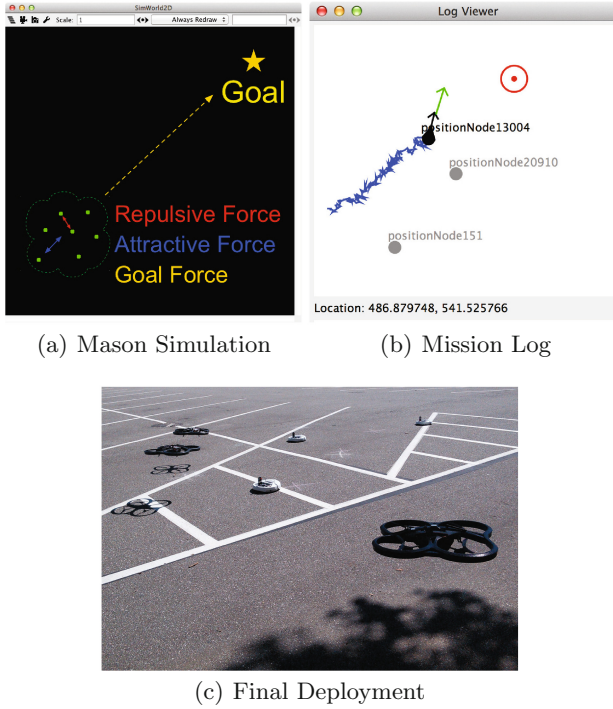 SimWorld2D
Scale: 1 Always Redraw
Goal
Repulsive Force
Attractive Force
Goal Force
(a) Mason Simulation
Log Viewer
positionNode13004
positionNode20910
positionNode151
Location: 486.879748, 541.525766
(b) Mission Log
(c) Final Deployment